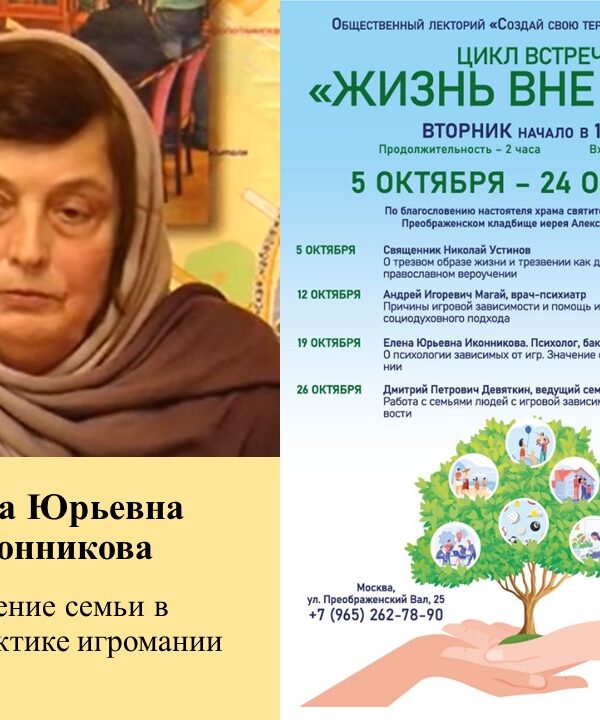 а Юрьевна
онникова
ение семьи в
ктике игромании
Общественный лекторий «Создай свою тер
ЦИКЛ ВСТРЕЧ
«ЖИЗНЬ ВНЕ
ВТОРНИК НАЧАЛО В 1
Продолжительность – 2 часа
5 ОКТЯБРЯ – 24 О
По благословению настоятеля храма святите
Преображенском кладбище иерея Алекс
5 ОКТЯБРЯ Священник Николай Устинов
О трезвом образе жизни и трезвении как д
православном вероучении
12 ОКТЯБРЯ Андрей Игоревич Магай, врач-психиатр
Причины игровой зависимости и помощь и
социодуховного подхода
19 ОКТЯБРЯ Елена Юрьевна Иконникова. Психолог, бак
О психологии зависимых от игр. Значение с
нии
26 ОКТЯБРЯ Дмитрий Петрович Девяткин, ведущий сем
Работа с семьями людей с игровой зависим
вости
Москва,
ул. Преображенский Вал, 25
+7 (965) 262-78-90